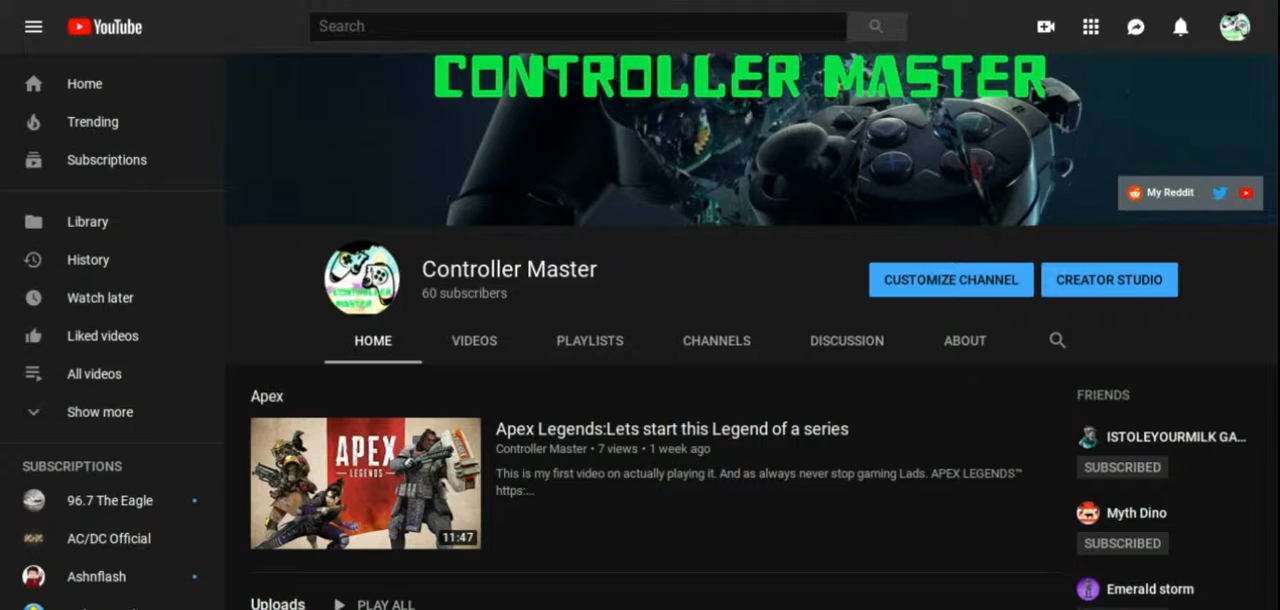 YouTube
Search
CONTROLLER MASTER
My Reddit
Home
Trending
Subscriptions
Library
History
Watch later
Liked videos
All videos
Show more
SUBSCRIPTIONS
96.7 The Eagle
AC/DC Official
Ashnflash
CONTROLLER
MASTER
Controller Master
60 subscribers
CUSTOMIZE CHANNEL
CREATOR STUDIO
HOME VIDEOS PLAYLISTS CHANNELS DISCUSSION ABOUT
Apex
APEX
LEGENDS
11:47
Apex Legends:Lets start this Legend of a series
Controller Master • 7 views • 1 week ago
This is my first video on actually playing it. And as always never stop gaming Lads. APEX LEGENDS™
https:...
Uploads PLAY ALL
FRIENDS
ISTOLEYOURMILK GA...
SUBSCRIBED
Myth Dino
SUBSCRIBED
Emerald storm